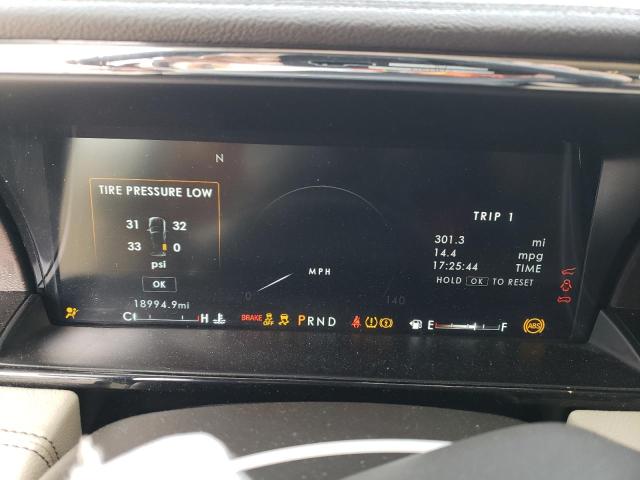 N
TIRE PRESSURE LOW
31 32
33 0
psi
OK
18994.9mi
C H
0 MPH 140
TRIP 1
301.3 mi
14.4 mpg
17:25:44 TIME
HOLD OK TO RESET
BRAKE OFF PRND E F ABS